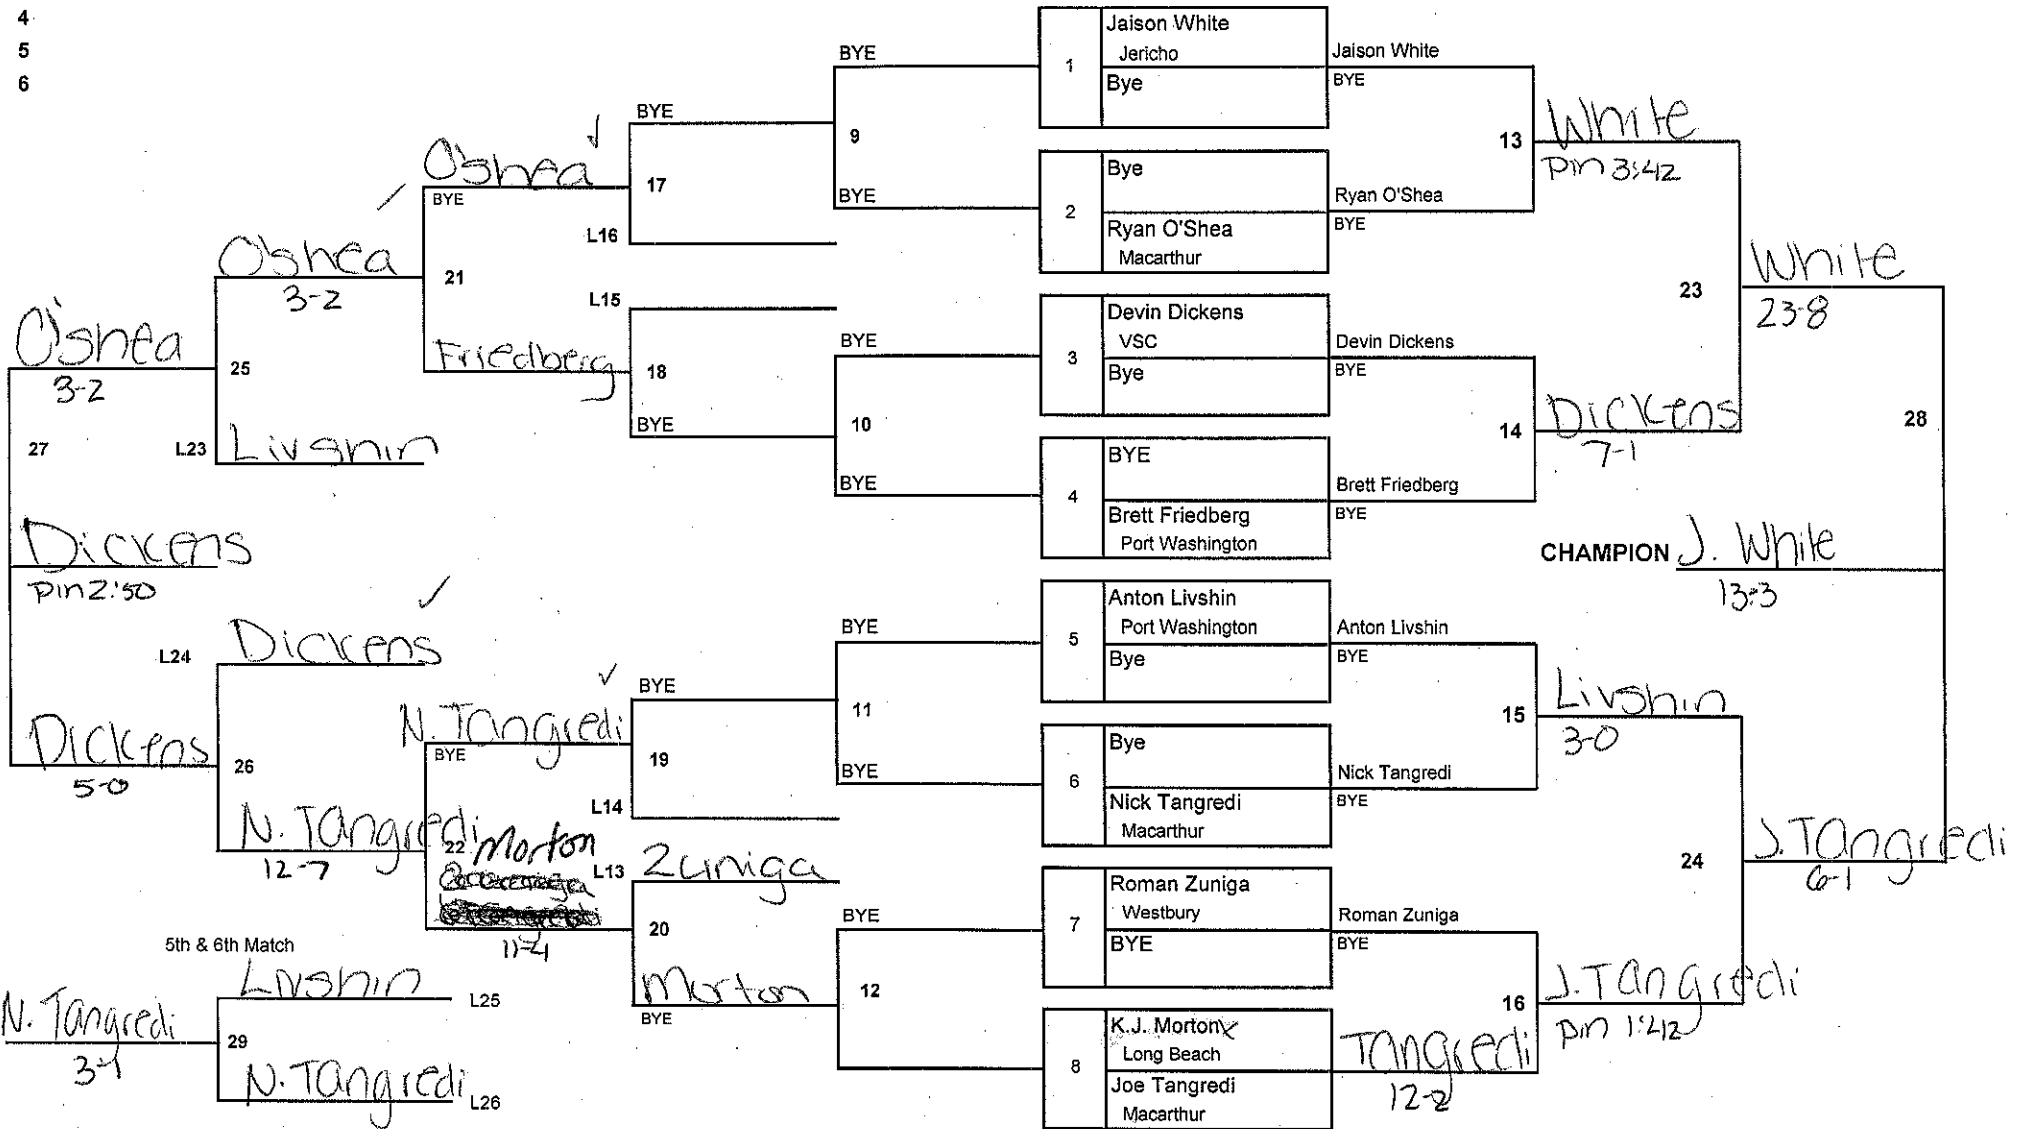 4
5
6
Jaison White
Jericho
1
Bye
Jaison White
BYE
Bye
2
Ryan O'Shea
Macarthur
Ryan O'Shea
BYE
Devin Dickens
VSC
3
Bye
Devin Dickens
BYE
BYE
4
Brett Friedberg
Port Washington
Brett Friedberg
BYE
Anton Livshin
Port Washington
5
Bye
Anton Livshin
BYE
Bye
6
Nick Tangredi
Macarthur
Nick Tangredi
BYE
Roman Zuniga
Westbury
7
BYE
Roman Zuniga
BYE
K.J. Morton
Long Beach
8
Joe Tangredi
Macarthur
Tangredi
12-2
13
White
Pin 3:42
14
Dickens
7-1
15
Livshin
3-0
16
J. Tangredi
Pin 1:42
23
White
23-8
24
J. Tangredi
6-1
28
CHAMPION J. White
13-3
BYE
9
BYE
BYE
10
BYE
BYE
11
BYE
BYE
12
BYE
17
L16
L15
18
BYE
BYE
19
L14
L13 Zuniga
20
Morton
BYE
O'shea
BYE
21
Friedberg
N. Tangredi
BYE
22 Morton
11-4
O'shea
3-2
25
L23 Livshin
L24 Dickens
26
N. Tangredi
12-7
O'shea
3-2
27
Dickens
Pin 2:50
Dickens
5-0
5th & 6th Match
Livshin L25
29
N. Tangredi L26
N. Tangredi
3-1